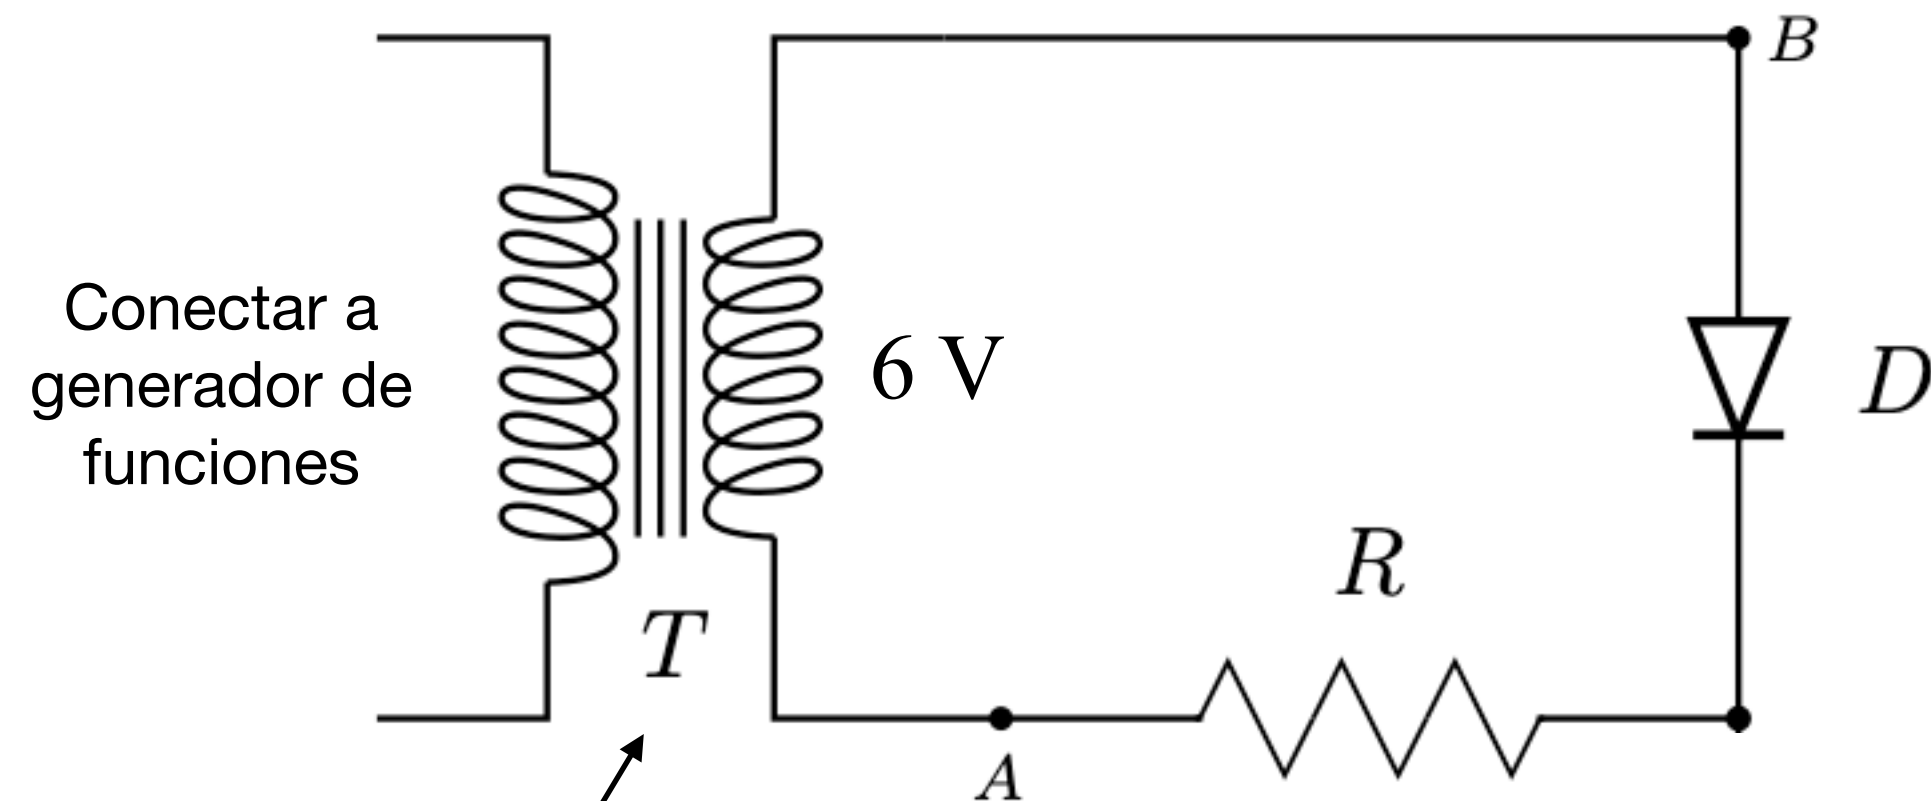 B
Conectar a
generador de
funciones
6 V
D
R
T
A